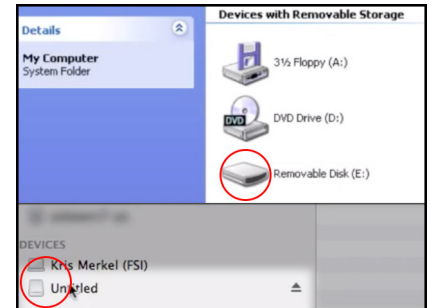 Devices with Removable Storage
Details
My Computer
System Folder
3½ Floppy (A:)
DVD
DVD Drive (D:)
Removable Disk (E:)
DEVICES
Kris Merkel (FSI)
Untitled